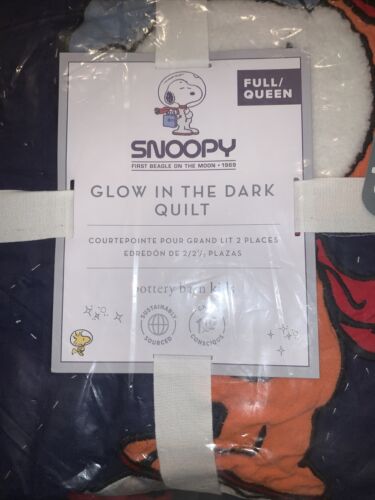 FULL/
QUEEN
SNOOPY
FIRST BEAGLE ON THE MOON • 1969
GLOW IN THE DARK
QUILT
COURTEPOINTE POUR GRAND LIT 2 PLACES
EDREDÓN DE 2/2½ PLAZAS
pottery barn kids
SUSTAINABLY
SOURCED
CONSCIOUS